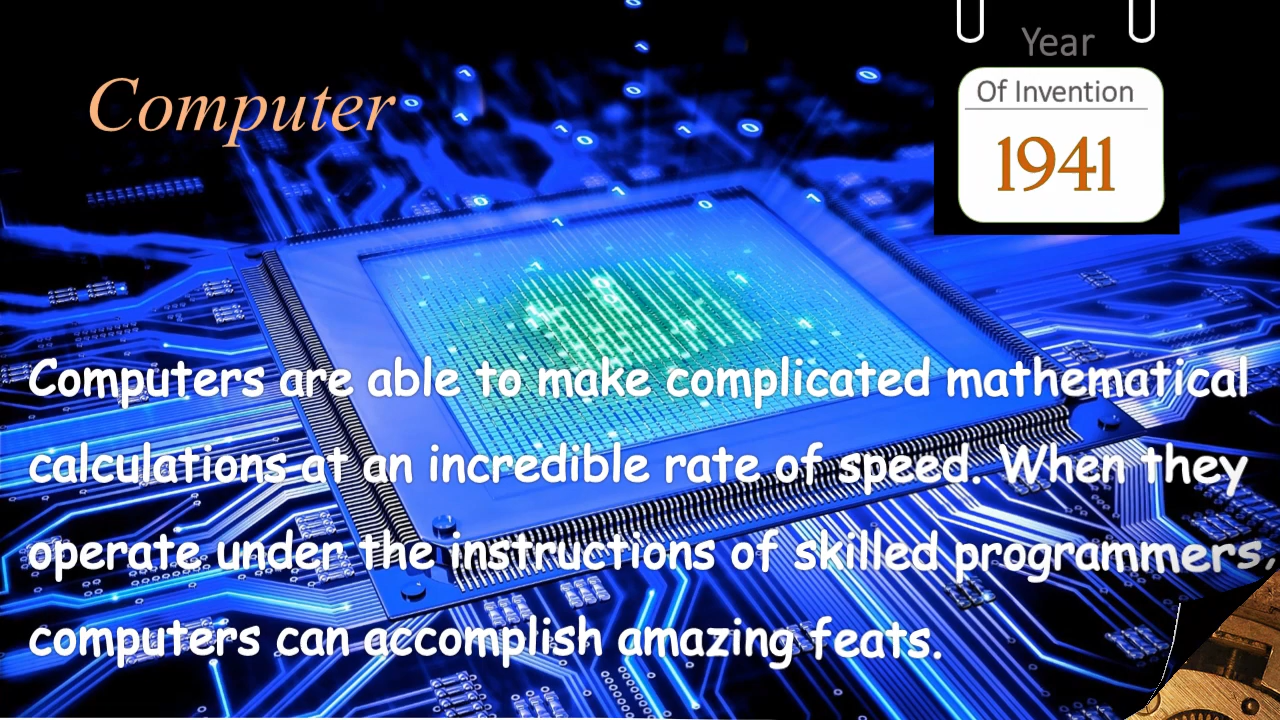 Computer
Year
Of Invention
1941
Computers are able to make complicated mathematical
calculations at an incredible rate of speed. When they
operate under the instructions of skilled programmers,
computers can accomplish amazing feats.